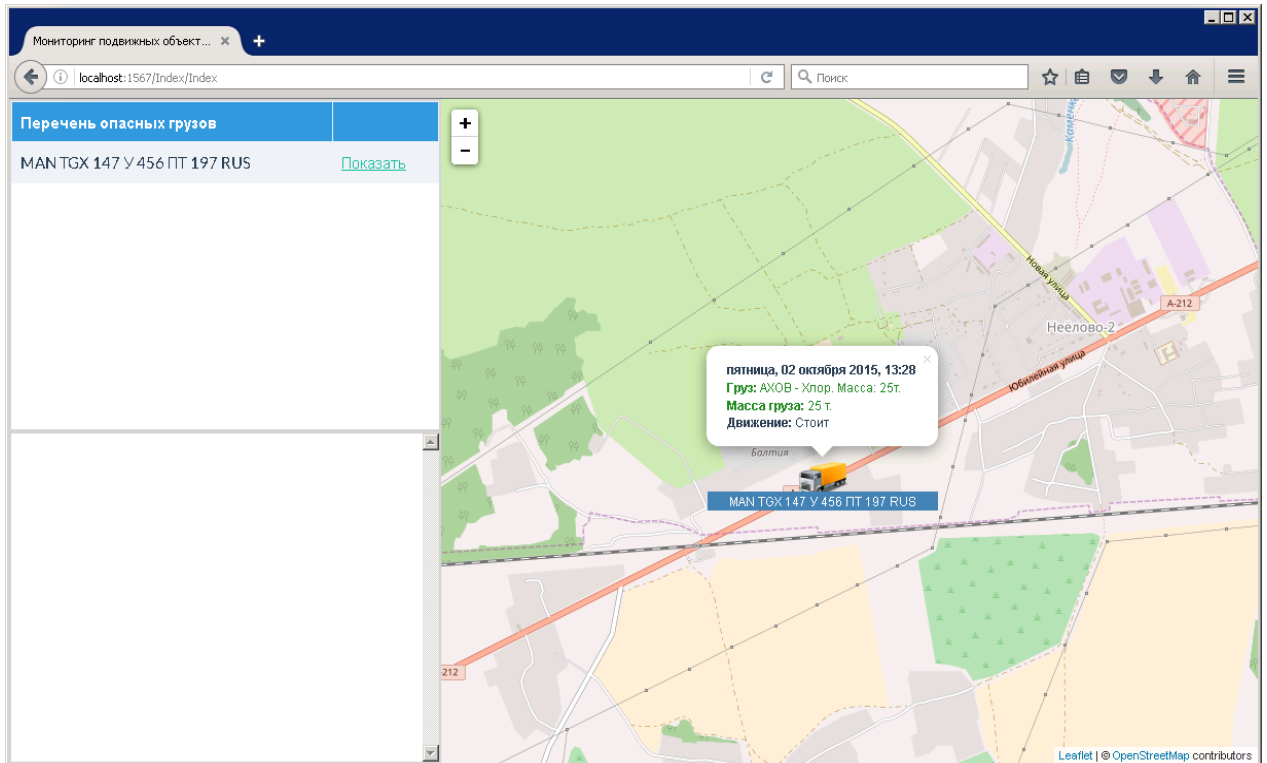 Мониторинг подвижных объект...
localhost:1567/Index/Index
Поиск
Перечень опасных грузов
MAN TGX 147 У 456 ПТ 197 RUS
Показать
+
−
Каменка
Новая улица
А-212
Неёлово-2
Юбилейная улица
пятница, 02 октября 2015, 13:28
Груз: АХОВ - Хлор. Масса: 25т.
Масса груза: 25 т.
Движение: Стоит
Балтия
MAN TGX 147 У 456 ПТ 197 RUS
-212
Leaflet | © OpenStreetMap contributors